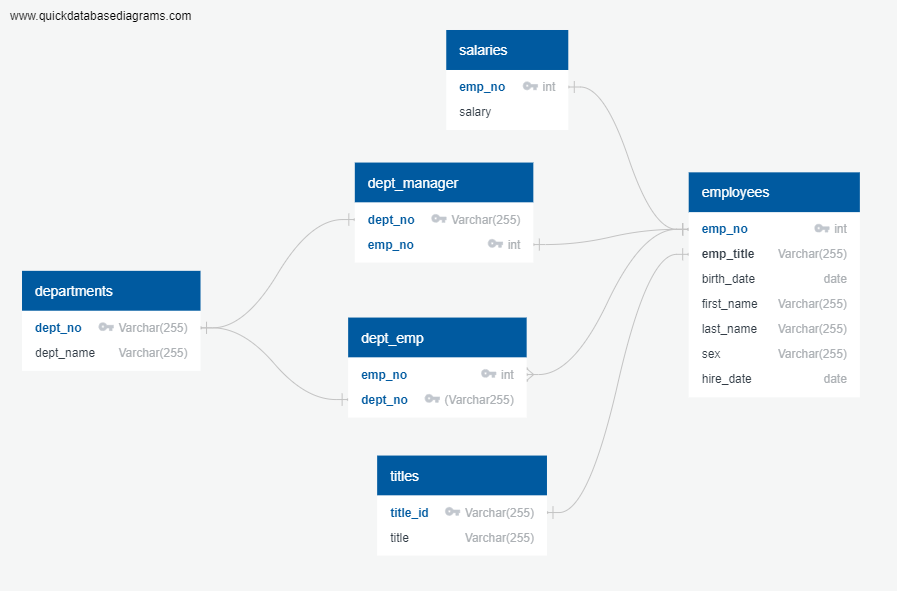 www.quickdatabasediagrams.com
salaries
emp_no int
salary
dept_manager
dept_no Varchar(255)
emp_no int
employees
emp_no int
emp_title Varchar(255)
birth_date date
first_name Varchar(255)
last_name Varchar(255)
sex Varchar(255)
hire_date date
departments
dept_no Varchar(255)
dept_name Varchar(255)
dept_emp
emp_no int
dept_no (Varchar255)
titles
title_id Varchar(255)
title Varchar(255)